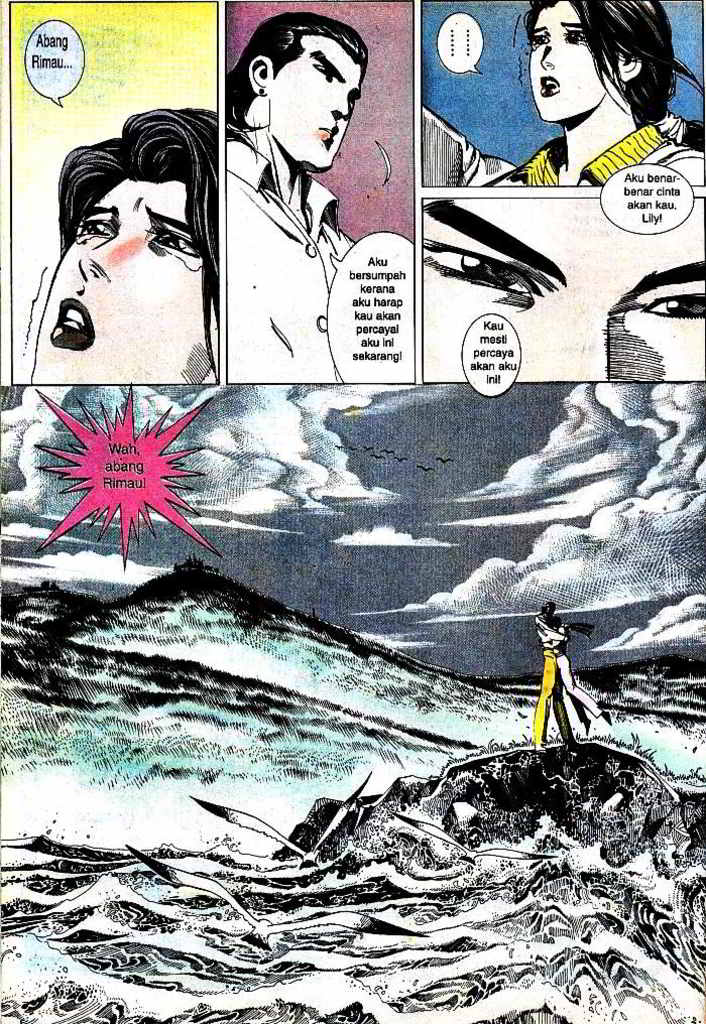 Abang
Rimau...
Aku
bersumpah
kerana
aku harap
kau akan
percayal
aku ini
sekarang!
Aku benar-
benar cinta
akan kau,
Lily!
Kau
mesti
percaya
akan aku
ini!
Wah,
abang
Rimau!